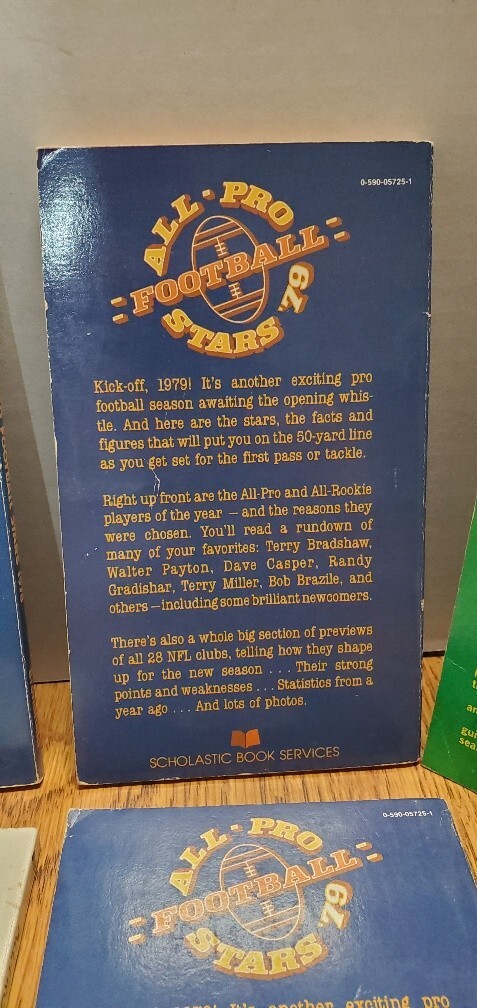 0-590-05725-1
ALL-PRO
FOOTBALL
STARS '79
Kick-off, 1979! It's another exciting pro
football season awaiting the opening whis-
tle. And here are the stars, the facts and
figures that will put you on the 50-yard line
as you get set for the first pass or tackle.
Right up front are the All-Pro and All-Rookie
players of the year — and the reasons they
were chosen. You'll read a rundown of
many of your favorites: Terry Bradshaw,
Walter Payton, Dave Casper, Randy
Gradishar, Terry Miller, Bob Brazile, and
others—including some brilliant newcomers.
There's also a whole big section of previews
of all 28 NFL clubs, telling how they shape
up for the new season . . . Their strong
points and weaknesses . . . Statistics from a
year ago . . . And lots of photos.
SCHOLASTIC BOOK SERVICES
0-590-05725-1
ALL-PRO
FOOTBALL
STARS '79
It's another exciting pro
an
gui
sea